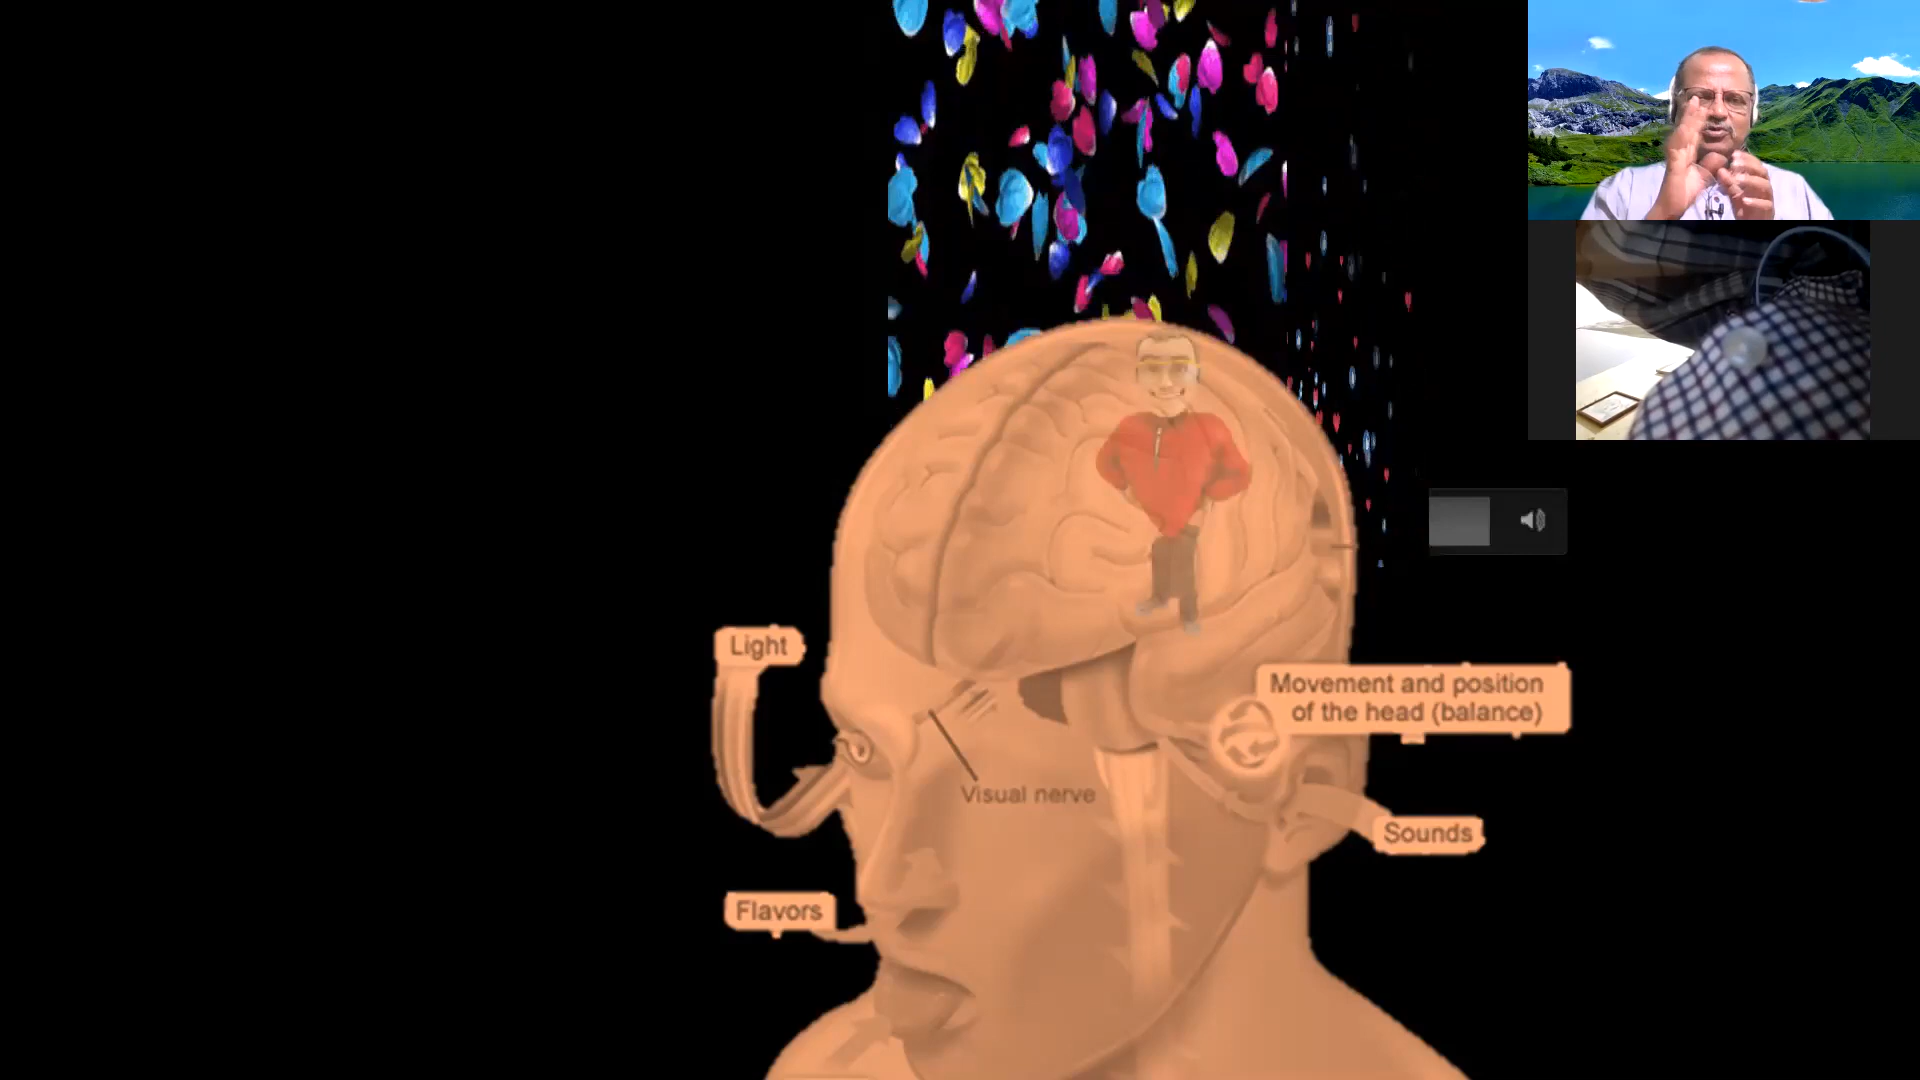 Light
Movement and position
of the head (balance)
Visual nerve
Sounds
Flavors